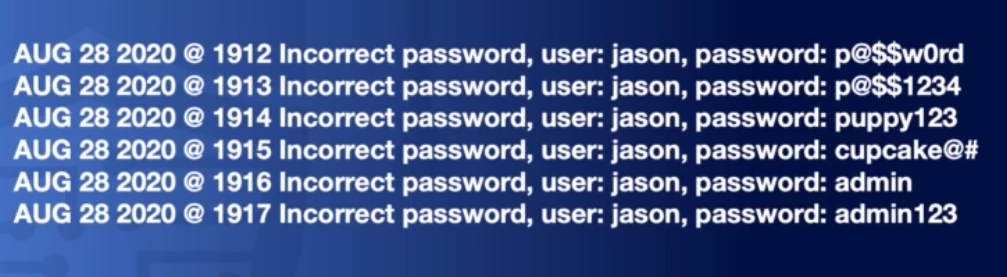 AUG 28 2020 @ 1912 Incorrect password, user: jason, password: p@$$w0rd
AUG 28 2020 @ 1913 Incorrect password, user: jason, password: p@$$1234
AUG 28 2020 @ 1914 Incorrect password, user: jason, password: puppy123
AUG 28 2020 @ 1915 Incorrect password, user: jason, password: cupcake@#
AUG 28 2020 @ 1916 Incorrect password, user: jason, password: admin
AUG 28 2020 @ 1917 Incorrect password, user: jason, password: admin123